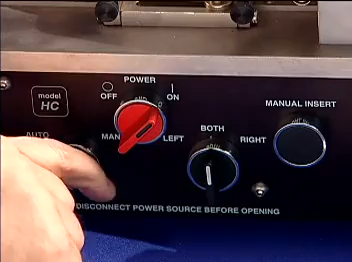 POWER
OFF
ON
model
HC
MANUAL INSERT
AUTO
MAN
LEFT
BOTH
RIGHT
DISCONNECT POWER SOURCE BEFORE OPENING